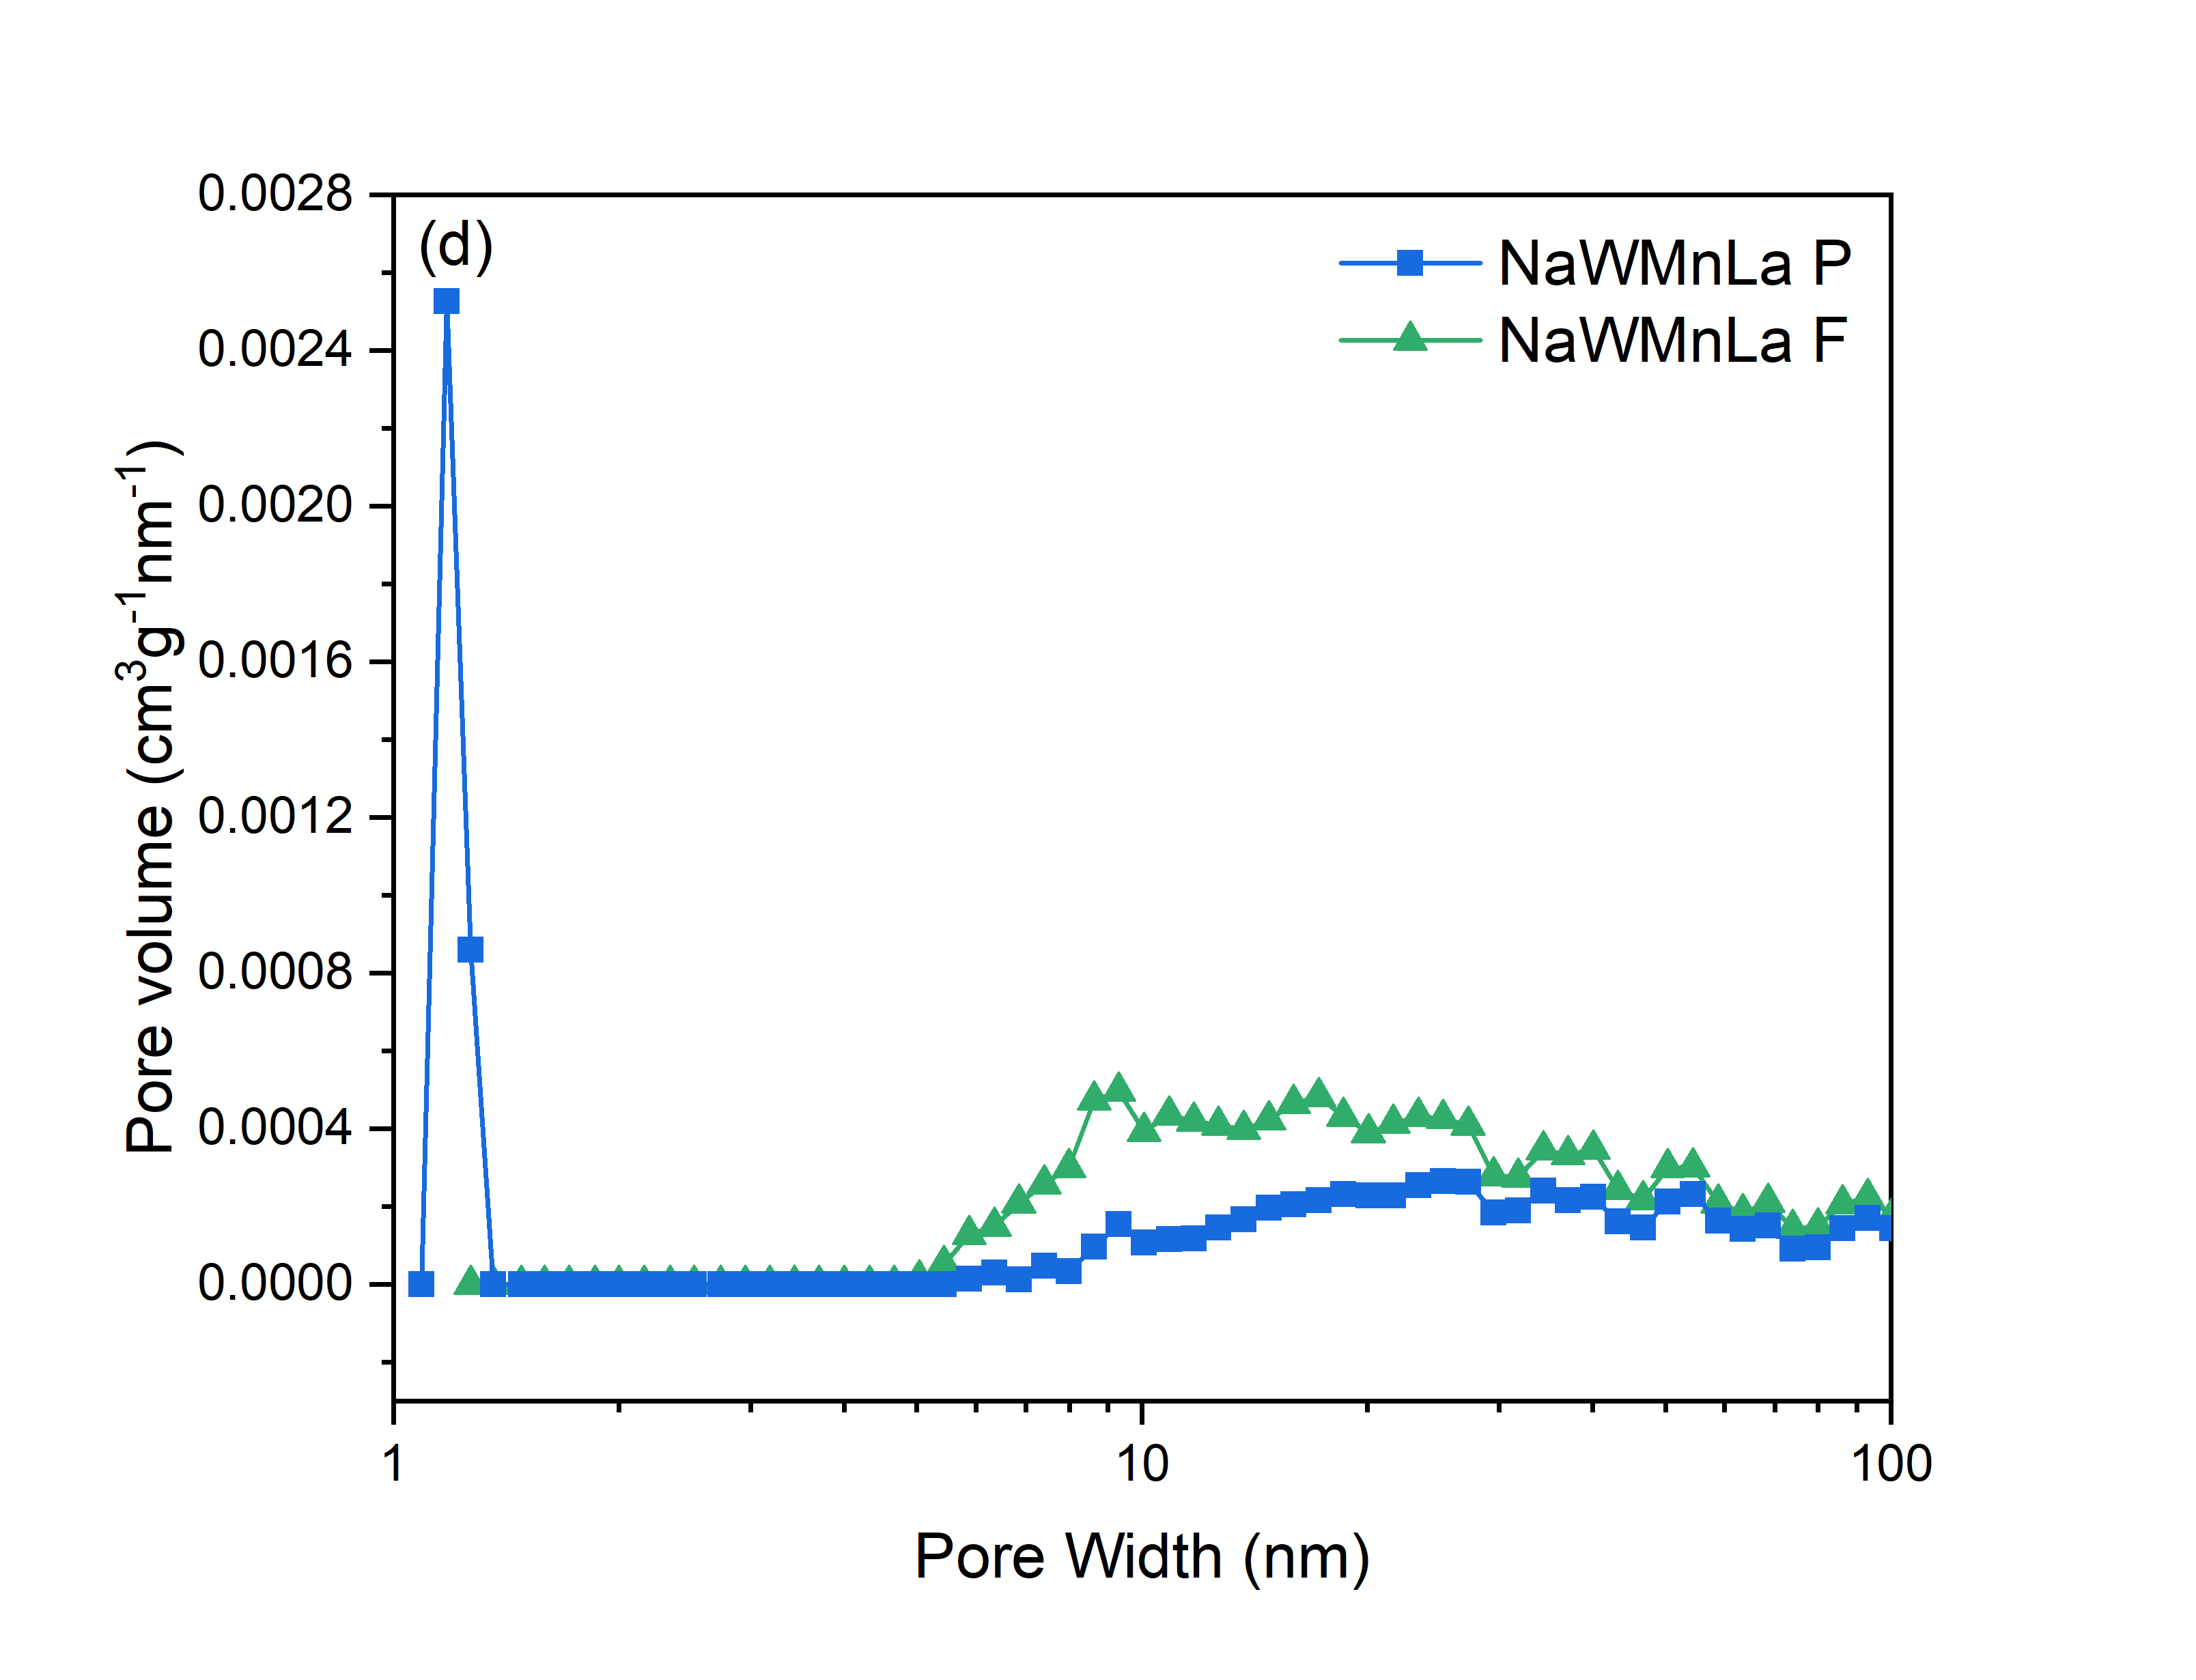 (d)
NaWMnLa P
NaWMnLa F
0.0028
0.0024
0.0020
0.0016
0.0012
0.0008
0.0004
0.0000
Pore volume (cm³g⁻¹nm⁻¹)
1
10
100
Pore Width (nm)